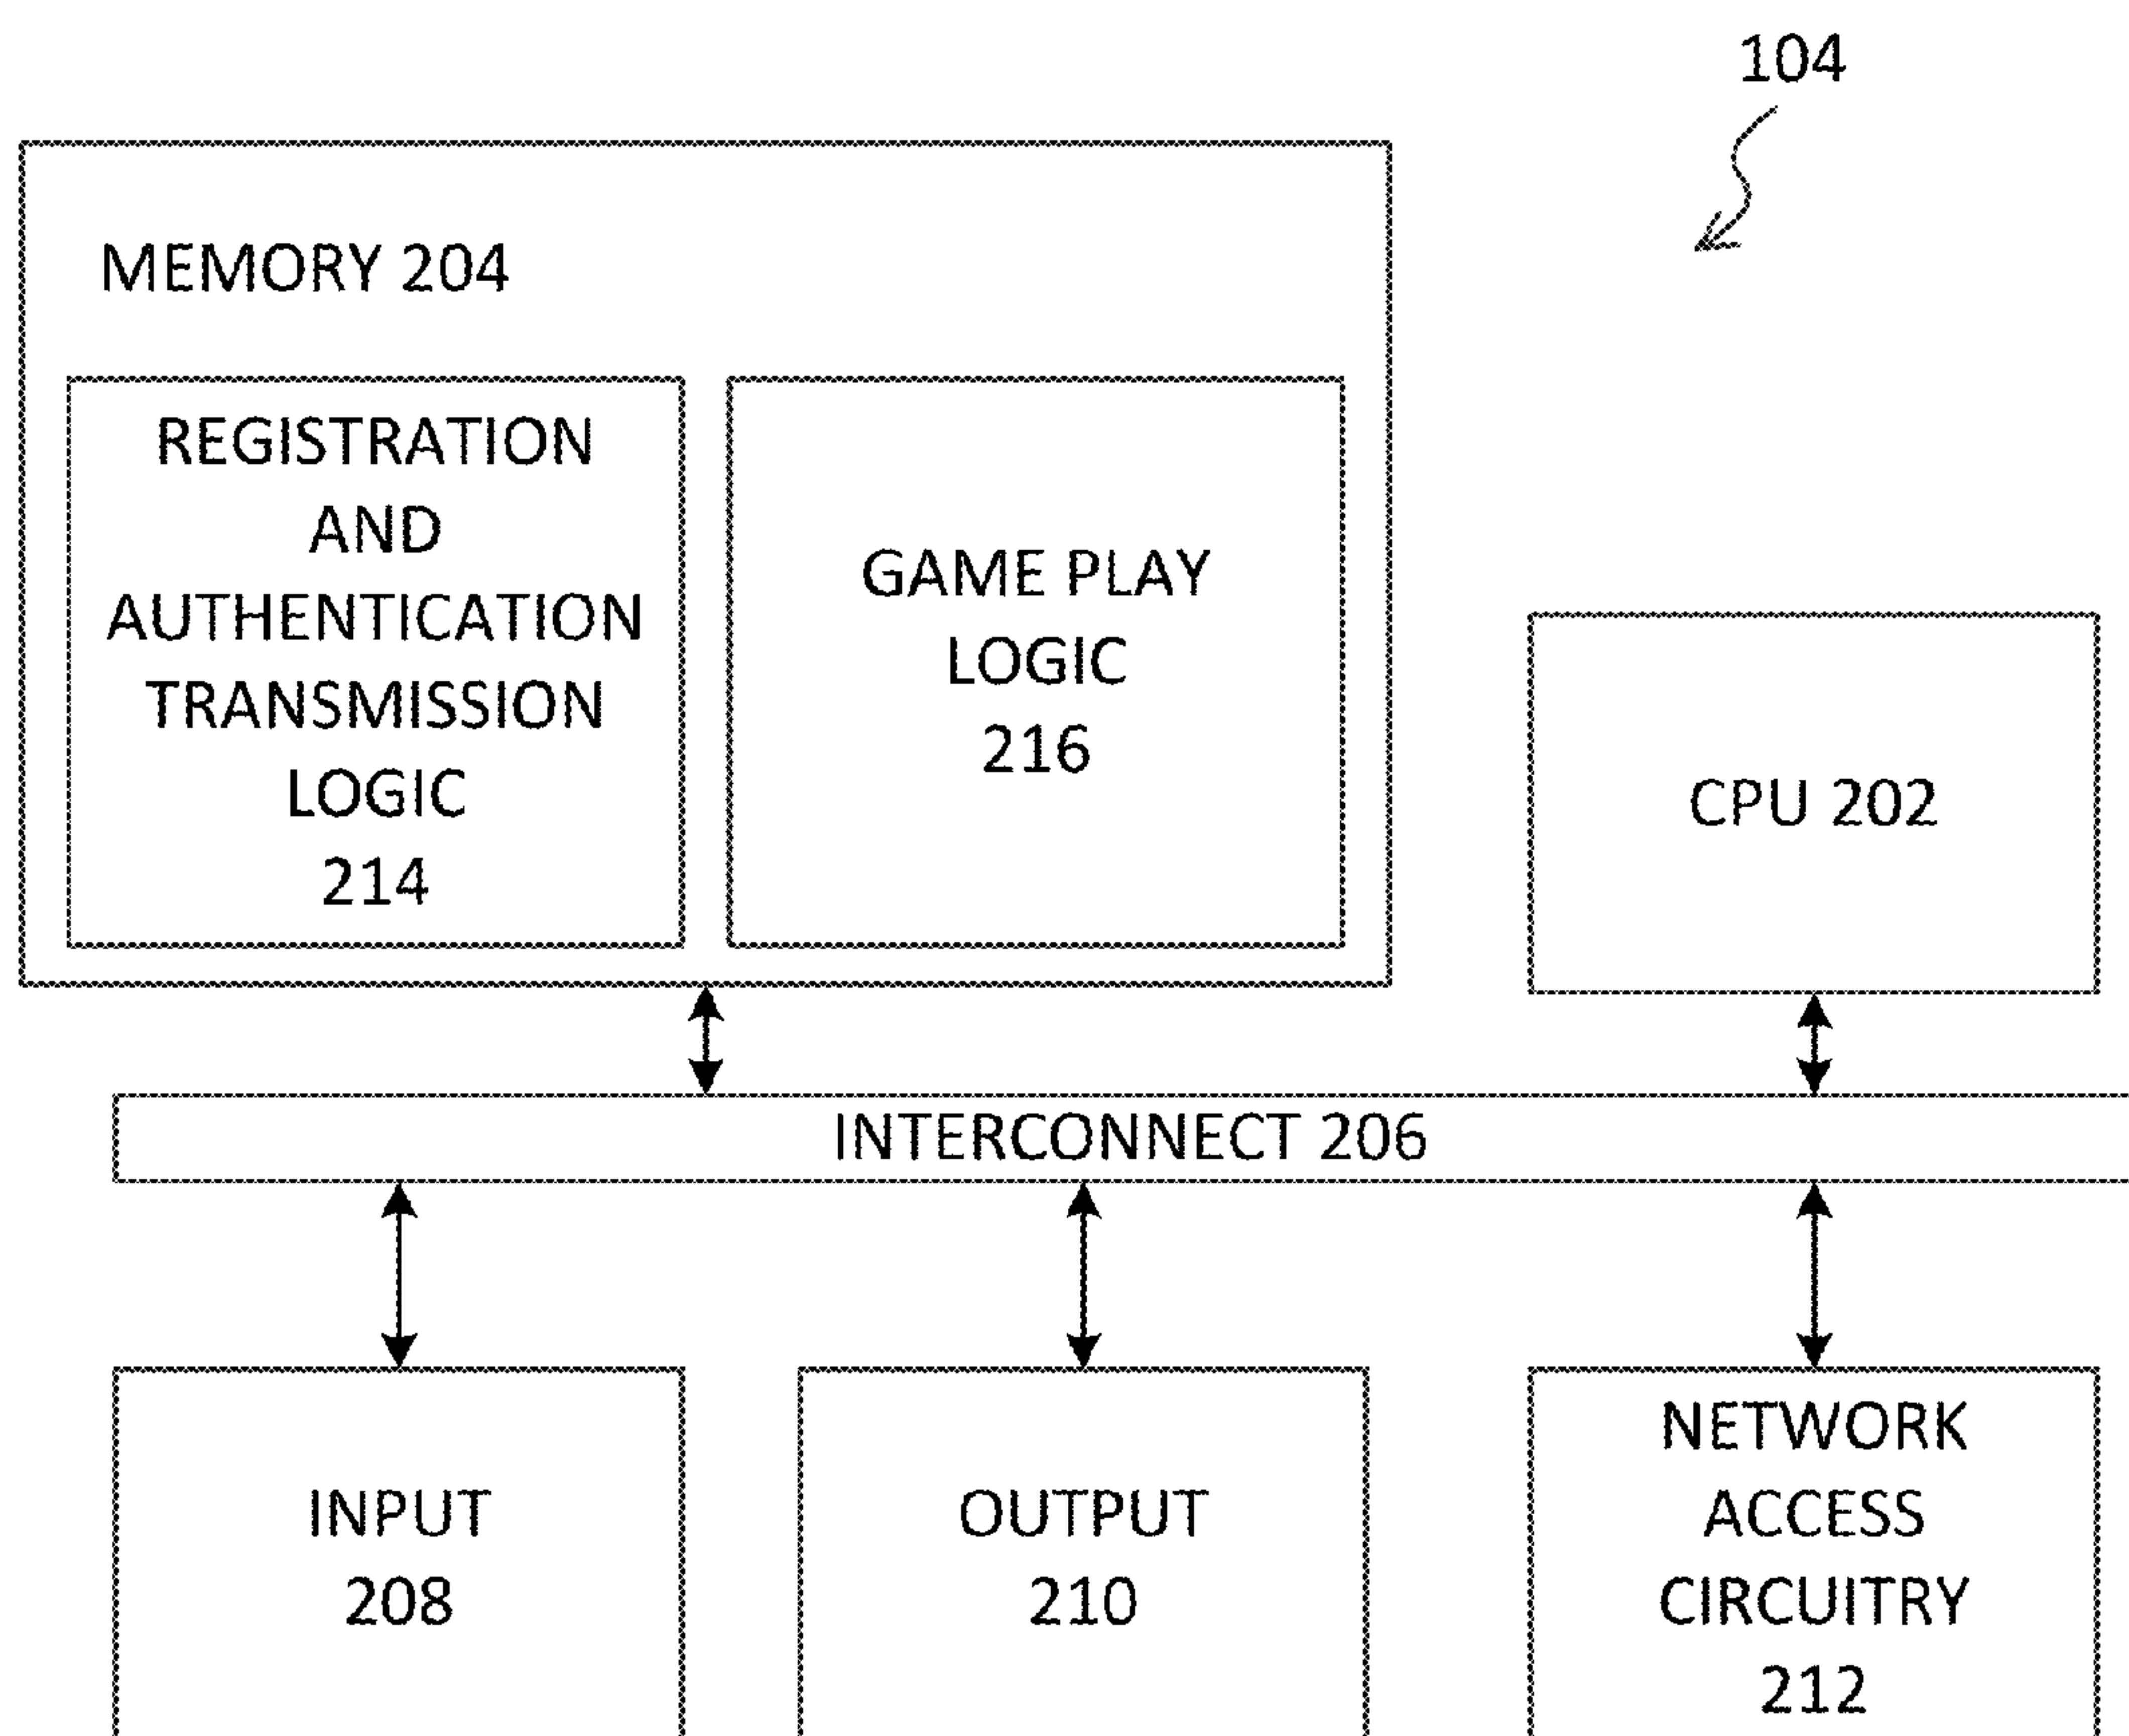 104
MEMORY 204
REGISTRATION
AND
AUTHENTICATION
TRANSMISSION
LOGIC
214
GAME PLAY
LOGIC
216
CPU 202
INTERCONNECT 206
INPUT
208
OUTPUT
210
NETWORK
ACCESS
CIRCUITRY
212